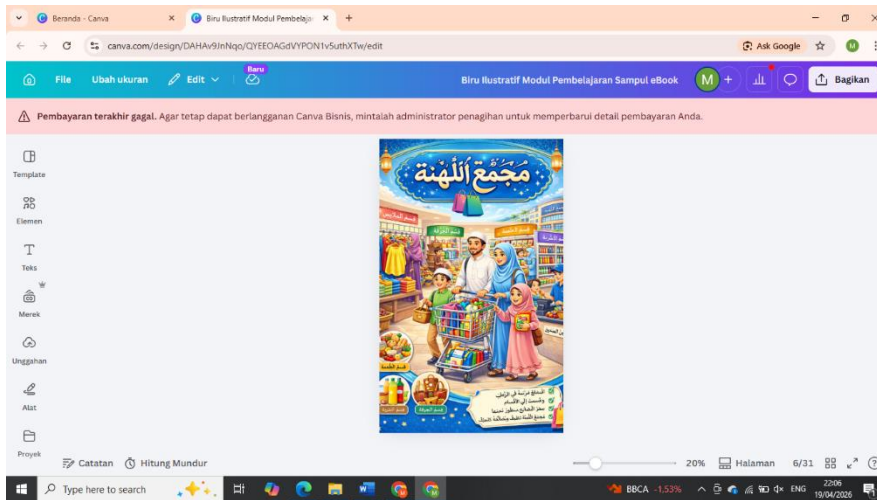 Beranda - Canva
Biru Ilustratif Modul Pembelaja
canva.com/design/DAHAv9JnNqo/QYEEOAGdVYPON1v5uthXTw/edit
Ask Google
M
File
Ubah ukuran
Edit
Baru
Biru Ilustratif Modul Pembelajaran Sampul eBook
M
Bagikan
Pembayaran terakhir gagal. Agar tetap dapat berlangganan Canva Bisnis, mintalah administrator penagihan untuk memperbarui detail pembayaran Anda.
Template
Elemen
Teks
Merek
Unggahan
Alat
Proyek
Catatan
Hitung Mundur
20%
Halaman
6/31
Type here to search
BBCA -1.53%
ENG
22:06
19/04/2026